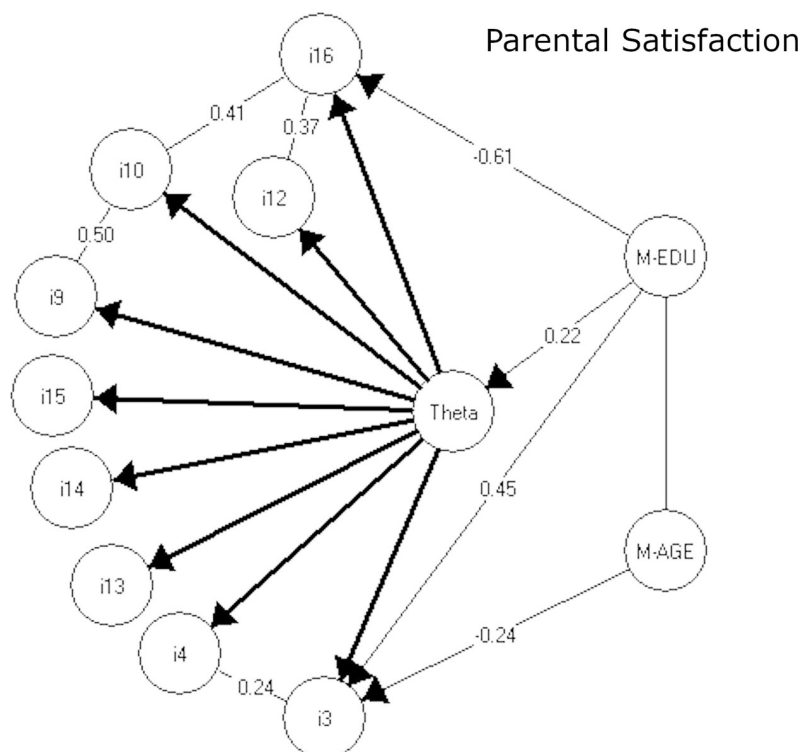 Parental Satisfaction
i16
0.41
0.37
-0.61
i10
i12
0.50
M-EDU
i9
0.22
i15
Theta
i14
0.45
M-AGE
i13
i4
-0.24
0.24
i3